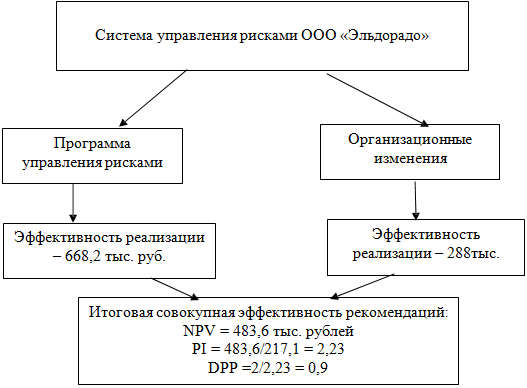 Система управления рисками ООО «Эльдорадо»
Программа
управления рисками
Организационные
изменения
Эффективность реализации
– 668,2 тыс. руб.
Эффективность
реализации – 288тыс.
Итоговая совокупная эффективность рекомендаций:
NPV = 483,6 тыс. рублей
PI = 483,6/217,1 = 2,23
DPP =2/2,23 = 0,9